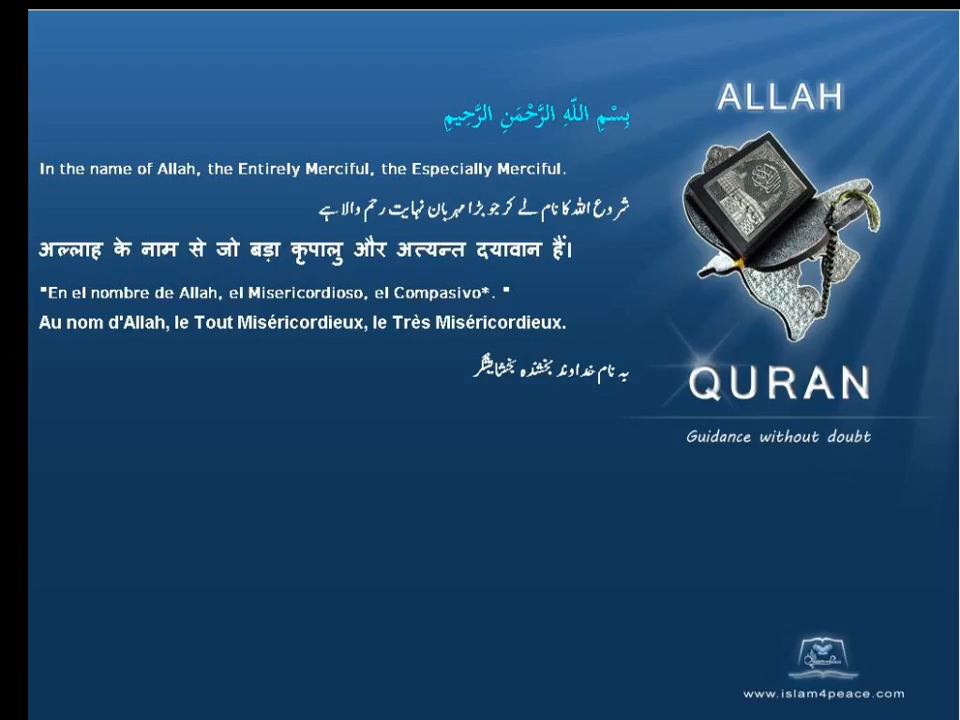 بِسْمِ اللَّهِ الرَّحْمَنِ الرَّحِيمِ
In the name of Allah, the Entirely Merciful, the Especially Merciful.
شروع الله کا نام لے کر جو بڑا مہربان نہایت رحم والا ہے
अल्लाह के नाम से जो बड़ा कृपालु और अत्यन्त दयावान हैं।
"En el nombre de Allah, el Misericordioso, el Compasivo*. "
Au nom d'Allah, le Tout Miséricordieux, le Très Miséricordieux.
به نام خداوند بخشنده بخشایشگر
ALLAH
QURAN
Guidance without doubt
www.islam4peace.com